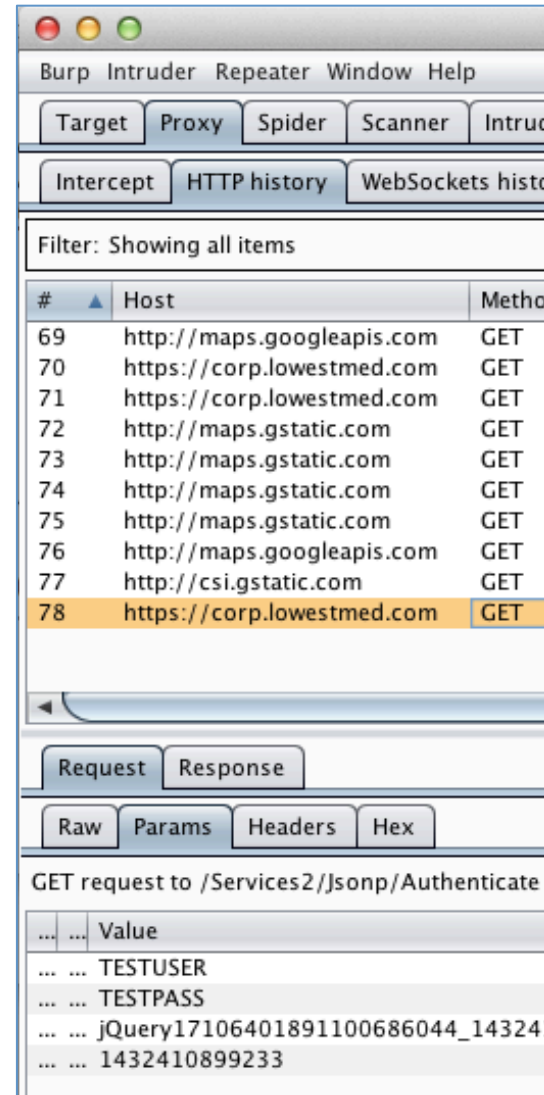 Burp Intruder Repeater Window Help
Target Proxy Spider Scanner Intruc
Intercept HTTP history WebSockets histo
Filter: Showing all items
# Host Metho
69 http://maps.googleapis.com GET
70 https://corp.lowestmed.com GET
71 https://corp.lowestmed.com GET
72 http://maps.gstatic.com GET
73 http://maps.gstatic.com GET
74 http://maps.gstatic.com GET
75 http://maps.gstatic.com GET
76 http://maps.googleapis.com GET
77 http://csi.gstatic.com GET
78 https://corp.lowestmed.com GET
Request Response
Raw Params Headers Hex
GET request to /Services2/Jsonp/Authenticate
... ... Value
... ... TESTUSER
... ... TESTPASS
... ... jQuery17106401891100686044_14324
... ... 1432410899233